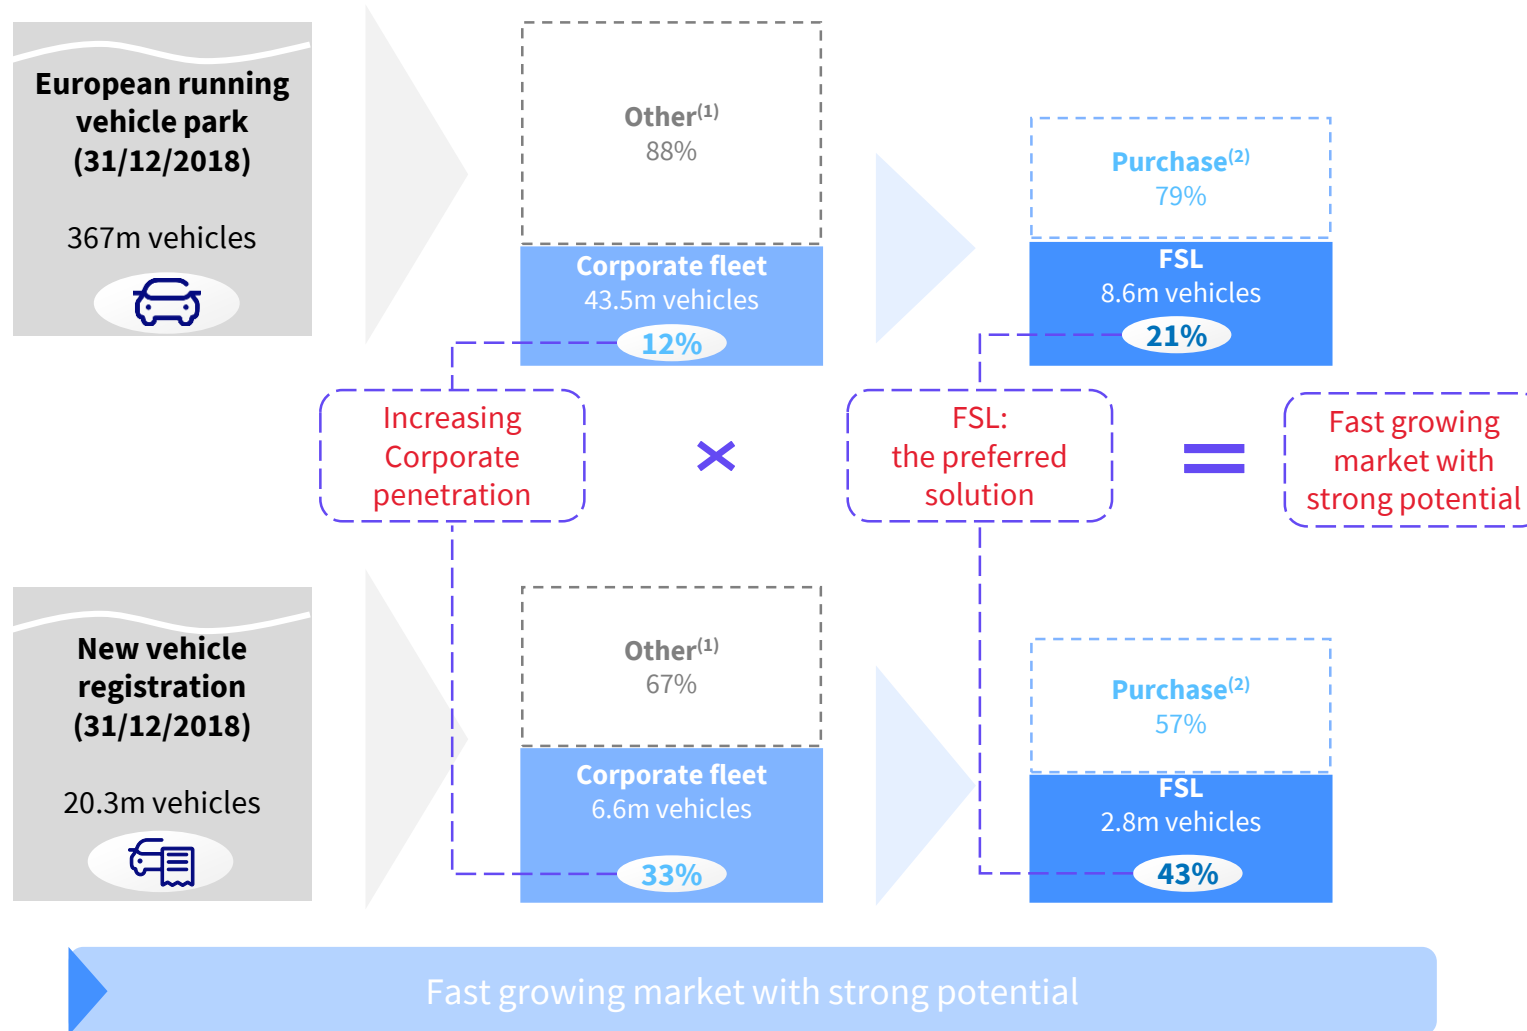 European running
vehicle park
(31/12/2018)
367m vehicles
Other(1)
88%
Corporate fleet
43.5m vehicles
12%
Purchase(2)
79%
FSL
8.6m vehicles
21%
Increasing
Corporate
penetration
×
FSL:
the preferred
solution
=
Fast growing
market with
strong potential
New vehicle
registration
(31/12/2018)
20.3m vehicles
Other(1)
67%
Corporate fleet
6.6m vehicles
33%
Purchase(2)
57%
FSL
2.8m vehicles
43%
Fast growing market with strong potential